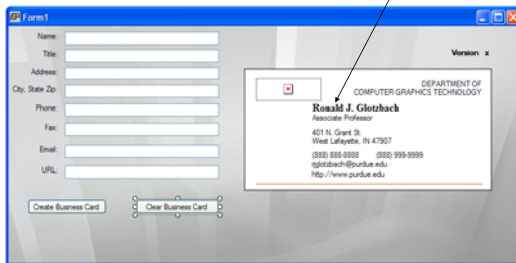 Form1
Name:
Title:
Address:
City, State Zip:
Phone:
Fax:
Email:
URL:
Create Business Card
Clear Business Card
Version x
DEPARTMENT OF
COMPUTER GRAPHICS TECHNOLOGY
Ronald J. Glotzbach
Associate Professor
401 N. Grant St.
West Lafayette, IN 47907
(888) 888-8888 (888) 999-9999
rjglotzbach@purdue.edu
http://www.purdue.edu